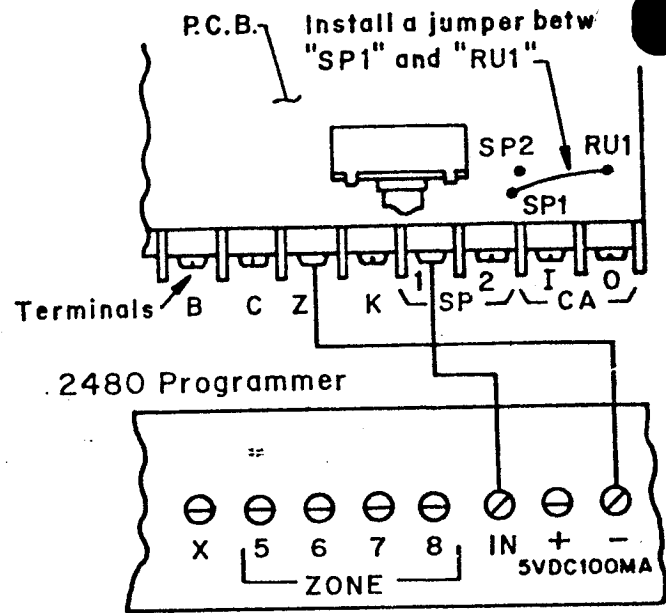 P.C.B. Install a jumper betw
"SP1" and "RU1"
SP2 RU1
SP1
1 2 I O
Terminals B C Z K SP CA
.2480 Programmer
X 5 6 7 8 IN + -
ZONE 5VDC100MA